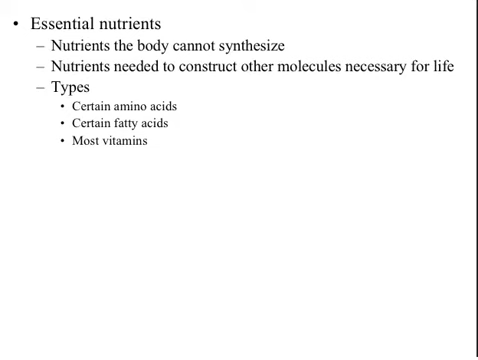 • Essential nutrients
– Nutrients the body cannot synthesize
– Nutrients needed to construct other molecules necessary for life
– Types
• Certain amino acids
• Certain fatty acids
• Most vitamins